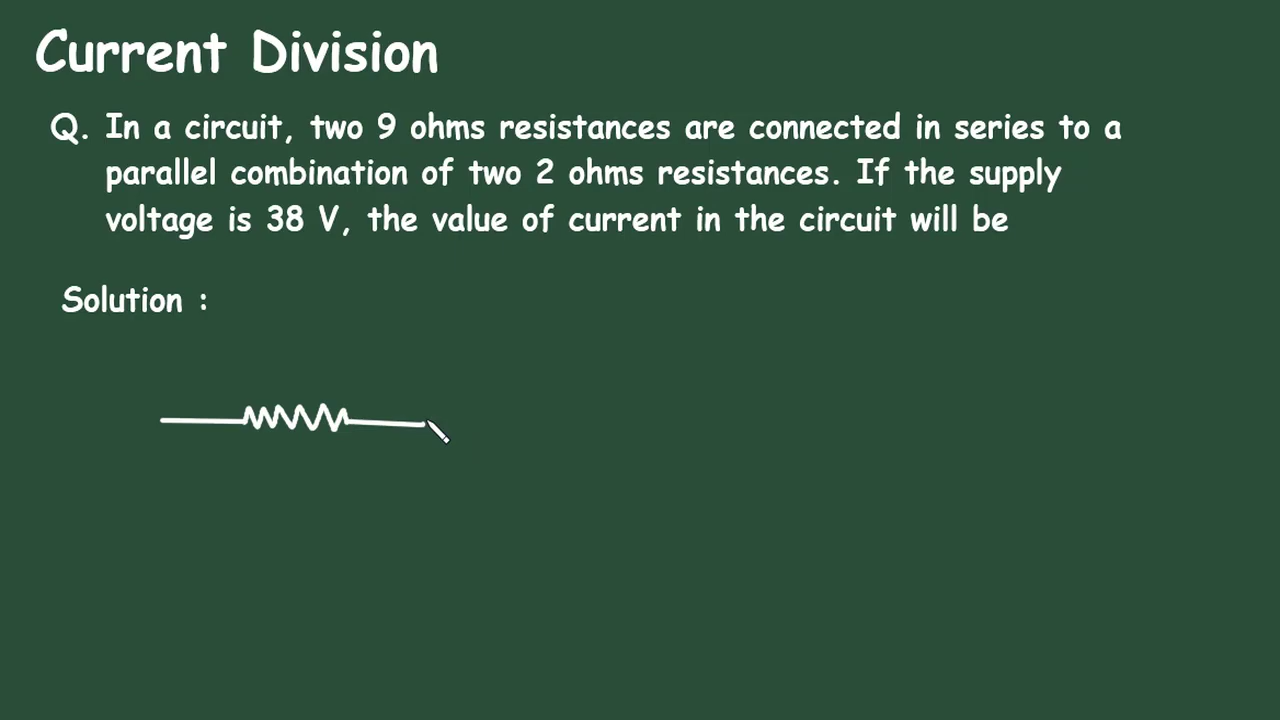 Current Division
Q. In a circuit, two 9 ohms resistances are connected in series to a
parallel combination of two 2 ohms resistances. If the supply
voltage is 38 V, the value of current in the circuit will be
Solution :